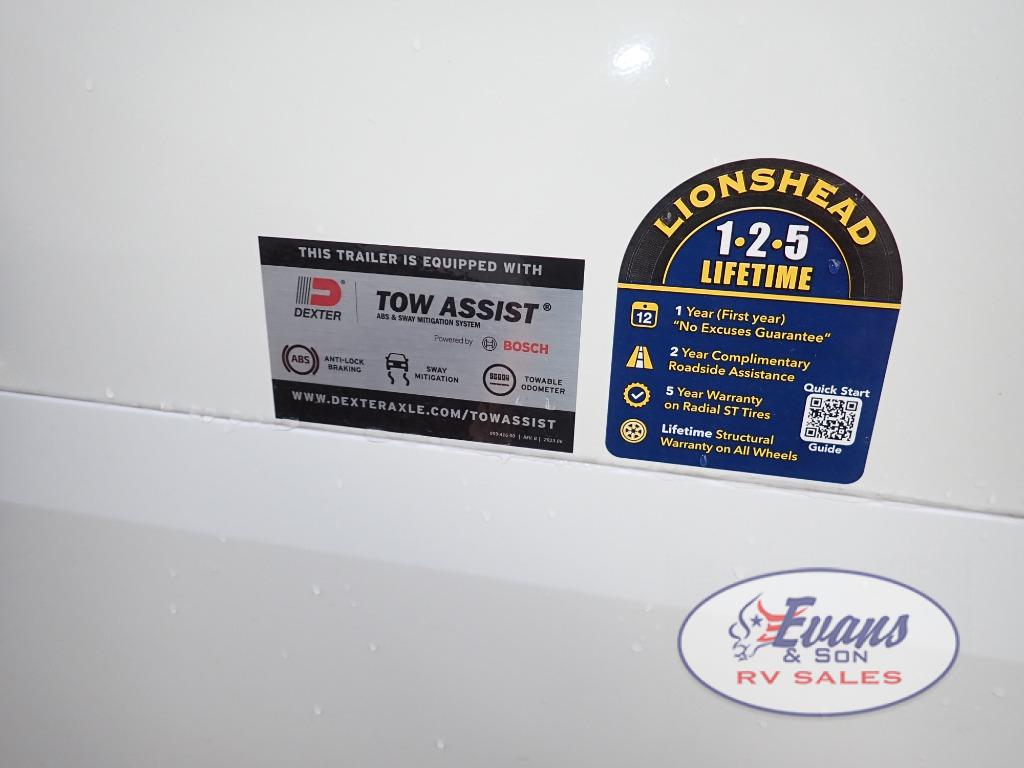 THIS TRAILER IS EQUIPPED WITH
DEXTER
TOW ASSIST®
ABS & SWAY MITIGATION SYSTEM
Powered by BOSCH
ABS
ANTI-LOCK
BRAKING
SWAY
MITIGATION
TOWABLE
ODOMETER
WWW.DEXTERAXLE.COM/TOWASSIST
LIONSHEAD
1•2•5
LIFETIME
12
1 Year (First year)
"No Excuses Guarantee"
2 Year Complimentary
Roadside Assistance
5 Year Warranty
on Radial ST Tires
Lifetime Structural
Warranty on All Wheels
Quick Start
Guide
Evans
& SON
RV SALES